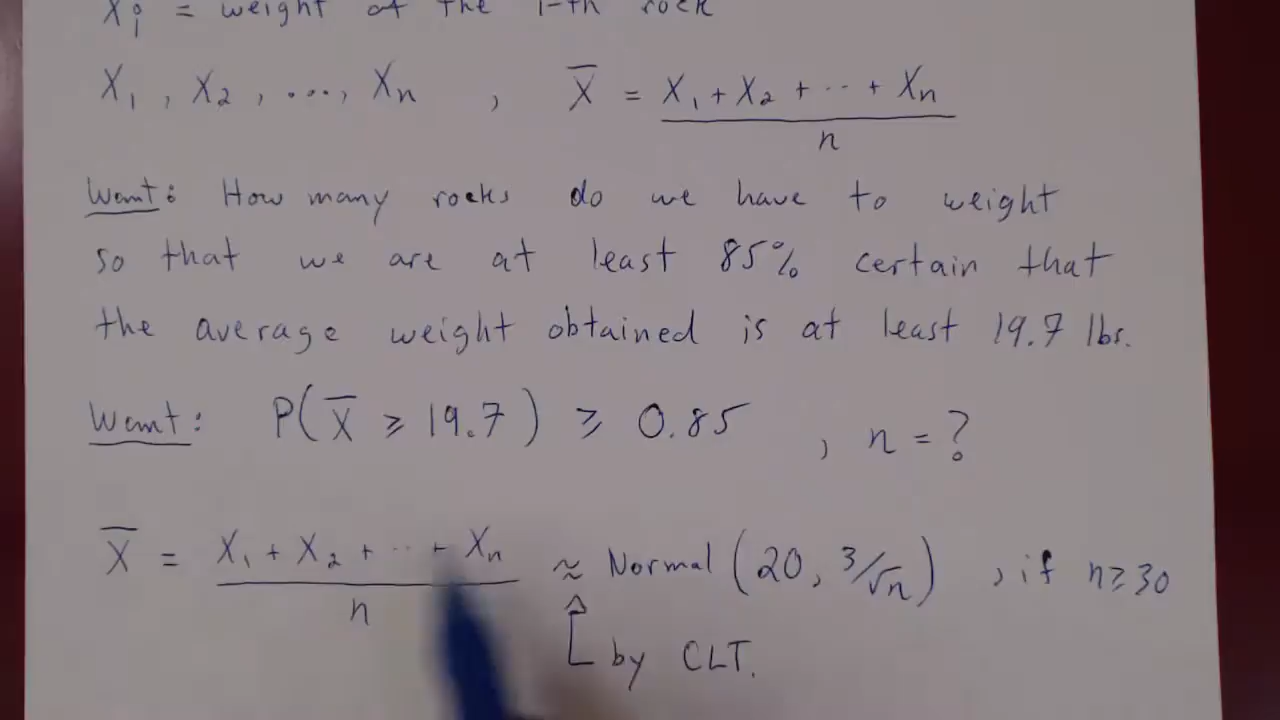 Xi = weight of the i-th rock
X₁, X₂, ..., Xn , X̄ = (X₁ + X₂ + ⋯ + Xn) / n
Want: How many rocks do we have to weight
so that we are at least 85% certain that
the average weight obtained is at least 19.7 lbs.
Want: P(X̄ ≥ 19.7) ≥ 0.85 , n = ?
X̄ = (X₁ + X₂ + ⋯ + Xn) / n ≈ Normal (20, 3/√n) , if n ≥ 30
by CLT.